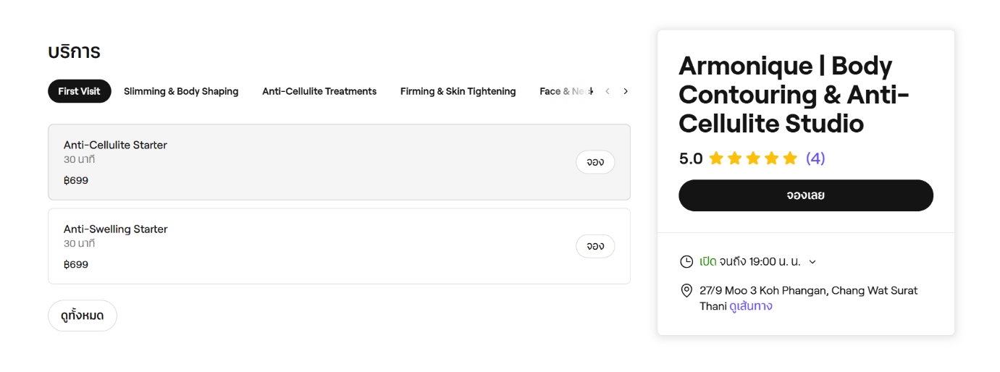 บริการ
First Visit
Slimming & Body Shaping
Anti-Cellulite Treatments
Firming & Skin Tightening
Face & Neck
Anti-Cellulite Starter
30 นาที
฿699
จอง
Anti-Swelling Starter
30 นาที
฿699
จอง
ดูทั้งหมด
Armonique | Body
Contouring & Anti-
Cellulite Studio
5.0 (4)
จองเลย
เปิด จนถึง 19:00 น. น.
27/9 Moo 3 Koh Phangan, Chang Wat Surat
Thani ดูเส้นทาง